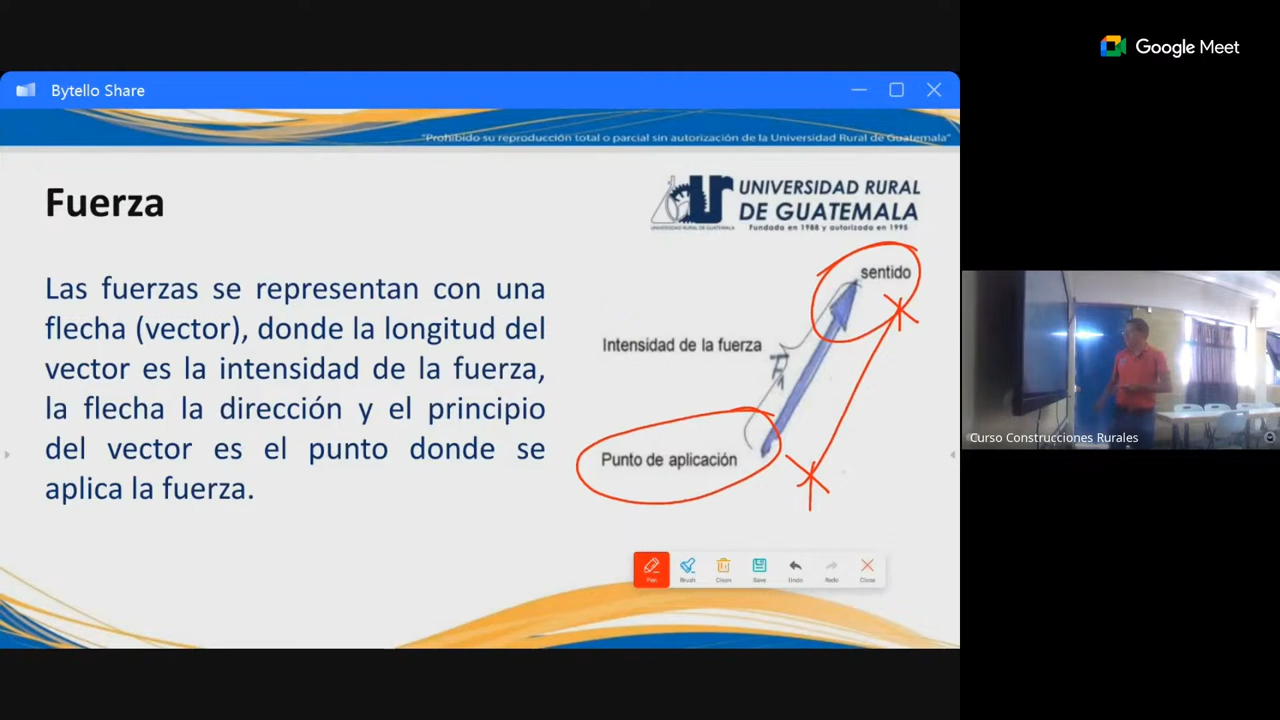 Google Meet
Bytello Share
"Prohibido su reproducción total o parcial sin autorización de la Universidad Rural de Guatemala"
Fuerza
UNIVERSIDAD RURAL
DE GUATEMALA
Fundada en 1988 y autorizada en 1995
UNIVERSIDAD RURAL DE GUATEMALA
Las fuerzas se representan con una
flecha (vector), donde la longitud del
vector es la intensidad de la fuerza,
la flecha la dirección y el principio
del vector es el punto donde se
aplica la fuerza.
sentido
Intensidad de la fuerza
Punto de aplicación
Pen
Brush
Clean
Save
Undo
Redo
Close
Curso Construcciones Rurales